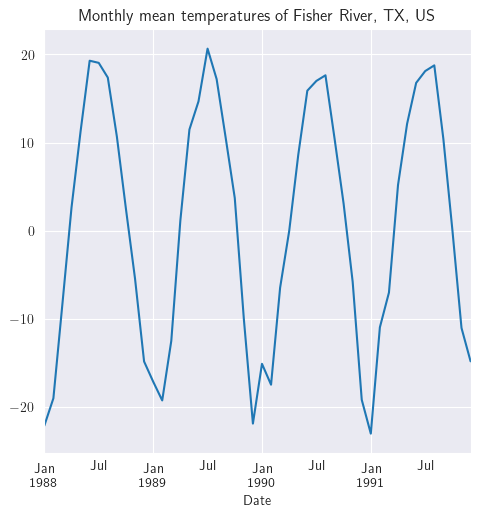 Monthly mean temperatures of Fisher River, TX, US
20
10
0
−10
−20
Jan Jul Jan Jul Jan Jul Jan Jul
1988 1989 1990 1991
Date